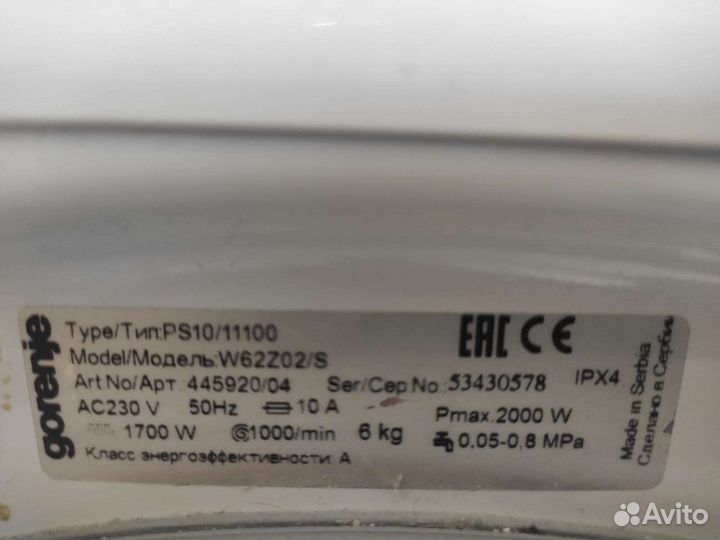 gorenje
Type/Тип:PS10/11100
Model/Модель:W62Z02/S
Art No/Арт. 445920/04 Ser/Сер No.: 53430578 IPX4
AC230 V 50Hz 10 A Pmax.2000 W
1700 W 1000/min 6 kg 0,05-0,8 MPa
Класс энергоэффективности: A
EAC CE
Made in Serbia
Сделано в Сербии
Avito